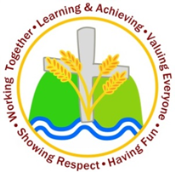 Working Together • Learning & Achieving • Valuing Everyone • Having Fun • Showing Respect •